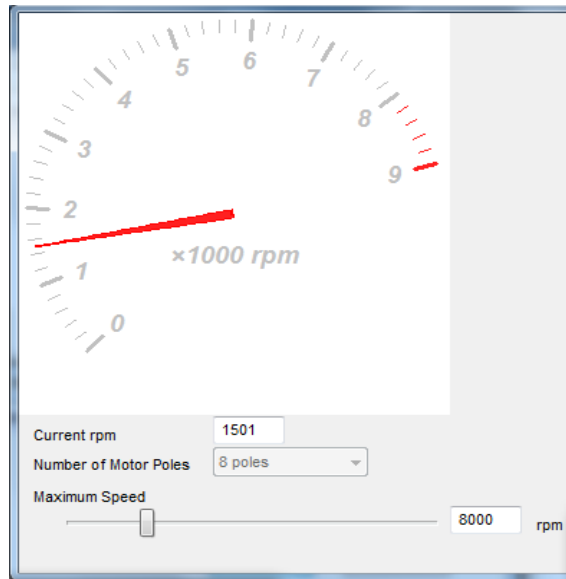 6
5
7
4
8
3
9
2
×1000 rpm
1
0
Current rpm 1501
Number of Motor Poles 8 poles
Maximum Speed
8000 rpm